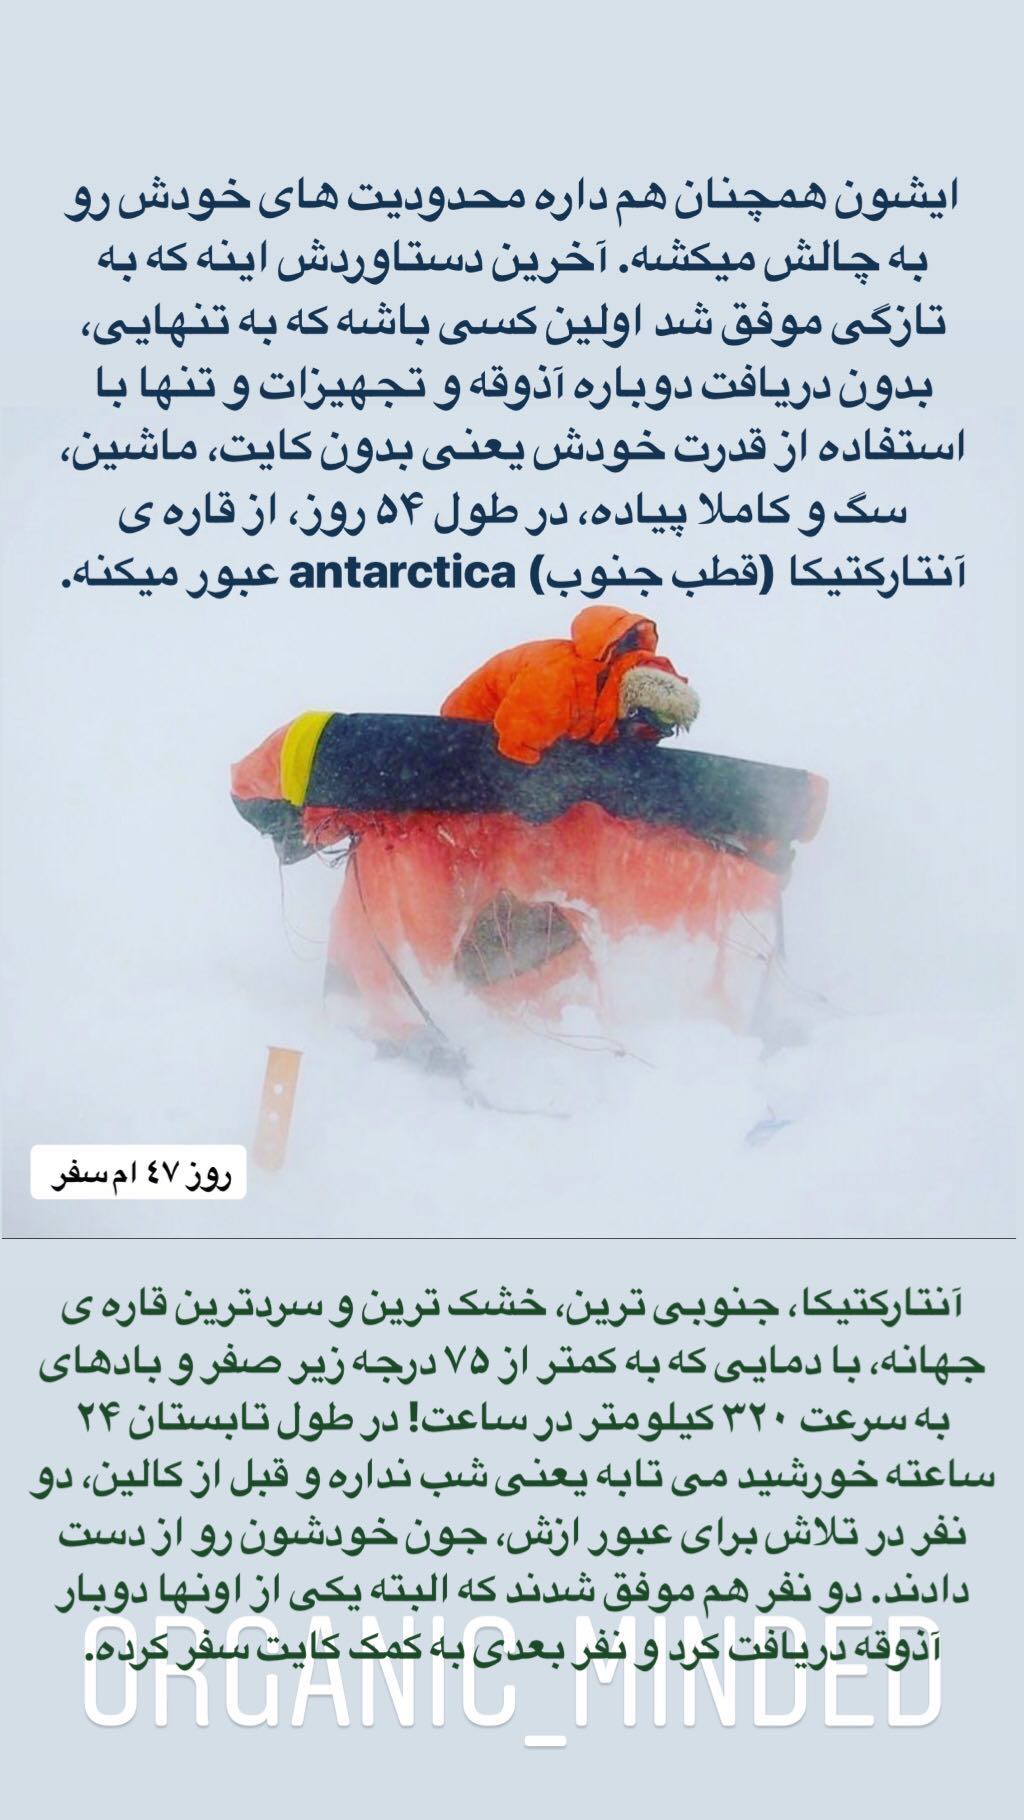 ایشون همچنان هم داره محدودیت های خودش رو
به چالش میکشه. آخرین دستاوردش اینه که به
تازگی موفق شد اولین کسی باشه که به تنهایی،
بدون دریافت دوباره آذوقه و تجهیزات و تنها با
استفاده از قدرت خودش یعنی بدون کایت، ماشین،
سگ و کاملا پیاده، در طول ۵۴ روز، از قاره ی
آنتارکتیکا (قطب جنوب) antarctica عبور میکنه.
روز ٤٧ ام سفر
آنتارکتیکا، جنوبی ترین، خشک ترین و سردترین قاره ی
جهانه، با دمایی که به کمتر از ۷۵ درجه زیر صفر و بادهای
به سرعت ۳۲۰ کیلومتر در ساعت! در طول تابستان ۲۴
ساعته خورشید می تابه یعنی شب نداره و قبل از کالین، دو
نفر در تلاش برای عبور ازش، جون خودشون رو از دست
دادند. دو نفر هم موفق شدند که البته یکی از اونها دوبار
آذوقه دریافت کرد و نفر بعدی به کمک کایت سفر کرده.
ORGANIC_MINDED